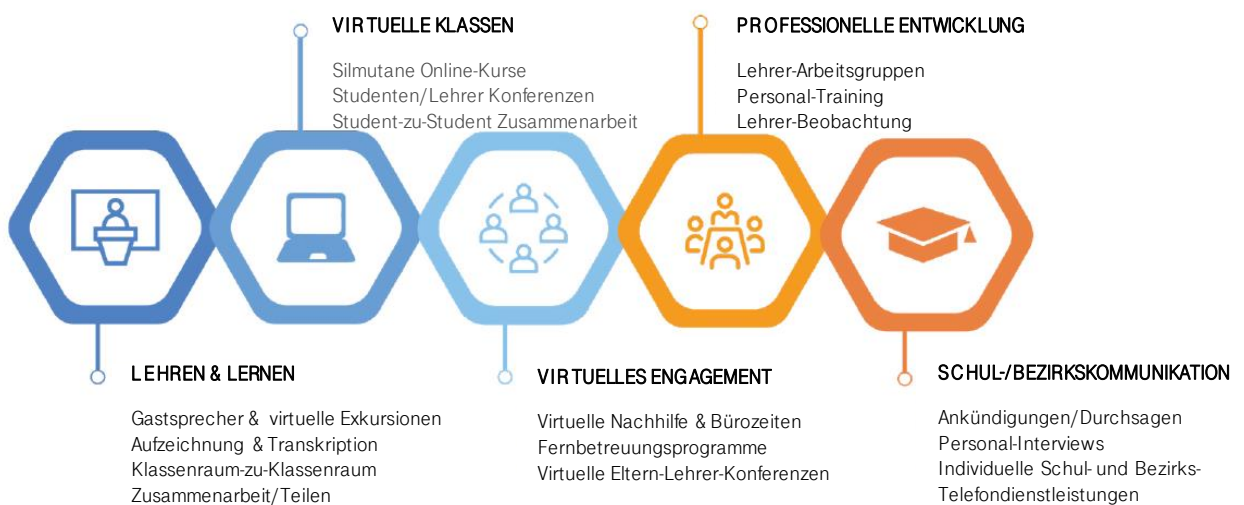 VIRTUELLE KLASSEN
Silmutane Online-Kurse
Studenten/Lehrer Konferenzen
Student-zu-Student Zusammenarbeit
PROFESSIONELLE ENTWICKLUNG
Lehrer-Arbeitsgruppen
Personal-Training
Lehrer-Beobachtung
LEHREN & LERNEN
Gastsprecher & virtuelle Exkursionen
Aufzeichnung & Transkription
Klassenraum-zu-Klassenraum
Zusammenarbeit/Teilen
VIRTUELLES ENGAGEMENT
Virtuelle Nachhilfe & Bürozeiten
Fernbetreuungsprogramme
Virtuelle Eltern-Lehrer-Konferenzen
SCHUL-/BEZIRKSKOMMUNIKATION
Ankündigungen/Durchsagen
Personal-Interviews
Individuelle Schul- und Bezirks-
Telefondienstleistungen